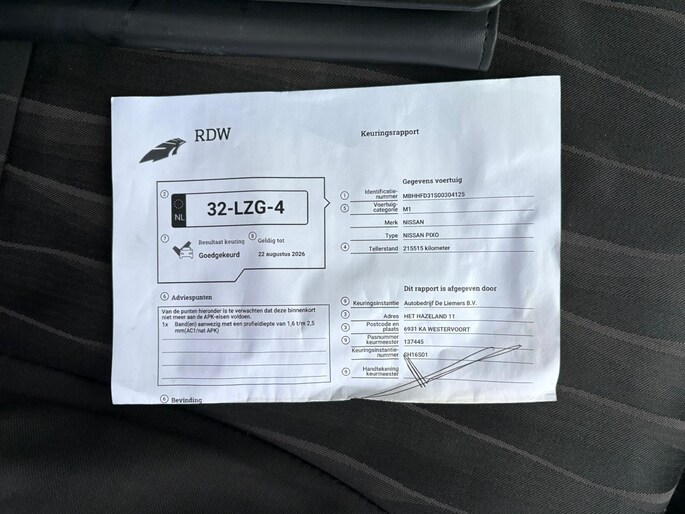 RDW
Keuringsrapport
2
NL
32-LZG-4
7
Resultaat keuring
Goedgekeurd
8
Geldig tot
22 augustus 2026
6 Adviespunten
Van de punten hieronder is te verwachten dat deze binnenkort
niet meer aan de APK-eisen voldoen.
1x Band(en) aanwezig met een profieldiepte van 1,6 t/m 2,5
mm(AC1/nat APK)
6 Bevinding
Gegevens voertuig
1 Identificatie-
nummer MBHHFD31S00304125
5 Voertuig-
categorie M1
Merk NISSAN
Type NISSAN PIXO
4 Tellerstand 215515 kilometer
Dit rapport is afgegeven door
Keuringsinstantie Autobedrijf De Liemers B.V.
3 Adres HET HAZELAND 11
3 Postcode en
plaats 6931 KA WESTERVOORT
9 Pasnummer
keurmeester 137445
Keuringsinstantie-
nummer
9 Handtekening
keurmeester